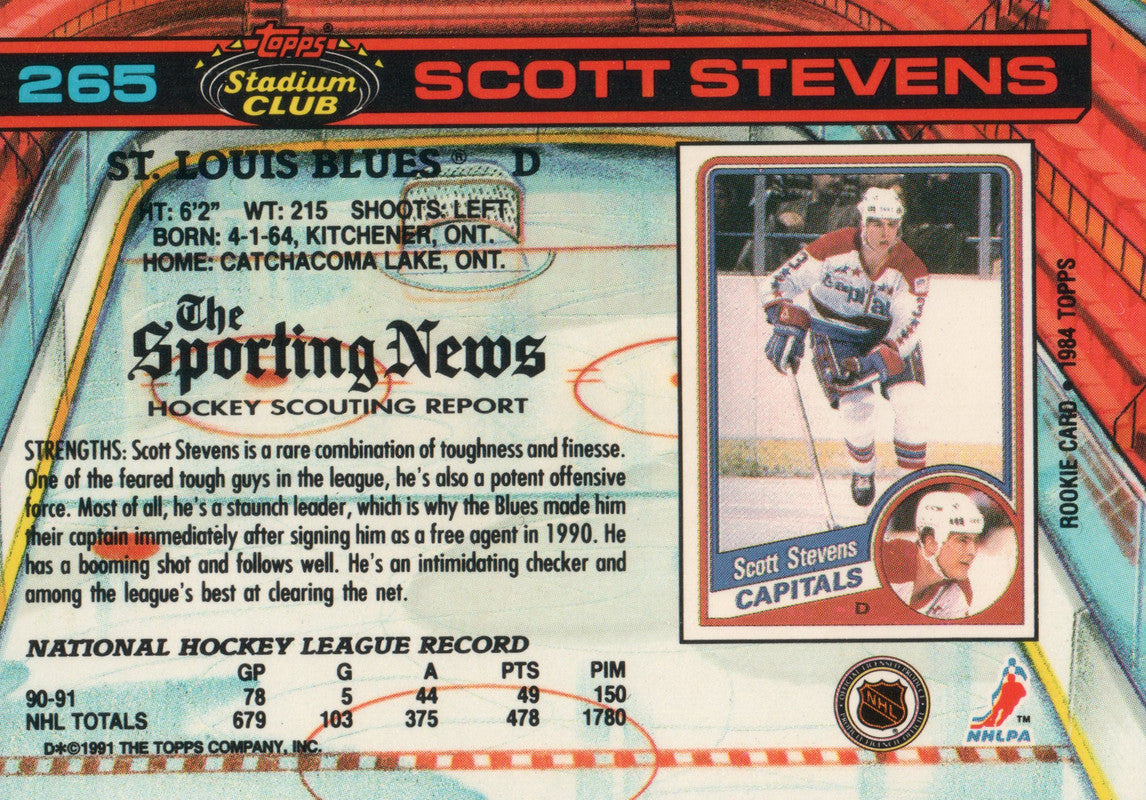 265
Topps
Stadium
CLUB
SCOTT STEVENS
ST. LOUIS BLUES® D
HT: 6'2" WT: 215 SHOOTS: LEFT
BORN: 4-1-64, KITCHENER, ONT.
HOME: CATCHACOMA LAKE, ONT.
The
Sporting News
HOCKEY SCOUTING REPORT
STRENGTHS: Scott Stevens is a rare combination of toughness and finesse.
One of the feared tough guys in the league, he's also a potent offensive
force. Most of all, he's a staunch leader, which is why the Blues made him
their captain immediately after signing him as a free agent in 1990. He
has a booming shot and follows well. He's an intimidating checker and
among the league's best at clearing the net.
NATIONAL HOCKEY LEAGUE RECORD
GP G A PTS PIM
90-91 78 5 44 49 150
NHL TOTALS 679 103 375 478 1780
D*©1991 THE TOPPS COMPANY, INC.
capitals
3
Scott Stevens
CAPITALS
D
ROOKIE CARD • 1984 TOPPS
NHL
TM
NHLPA